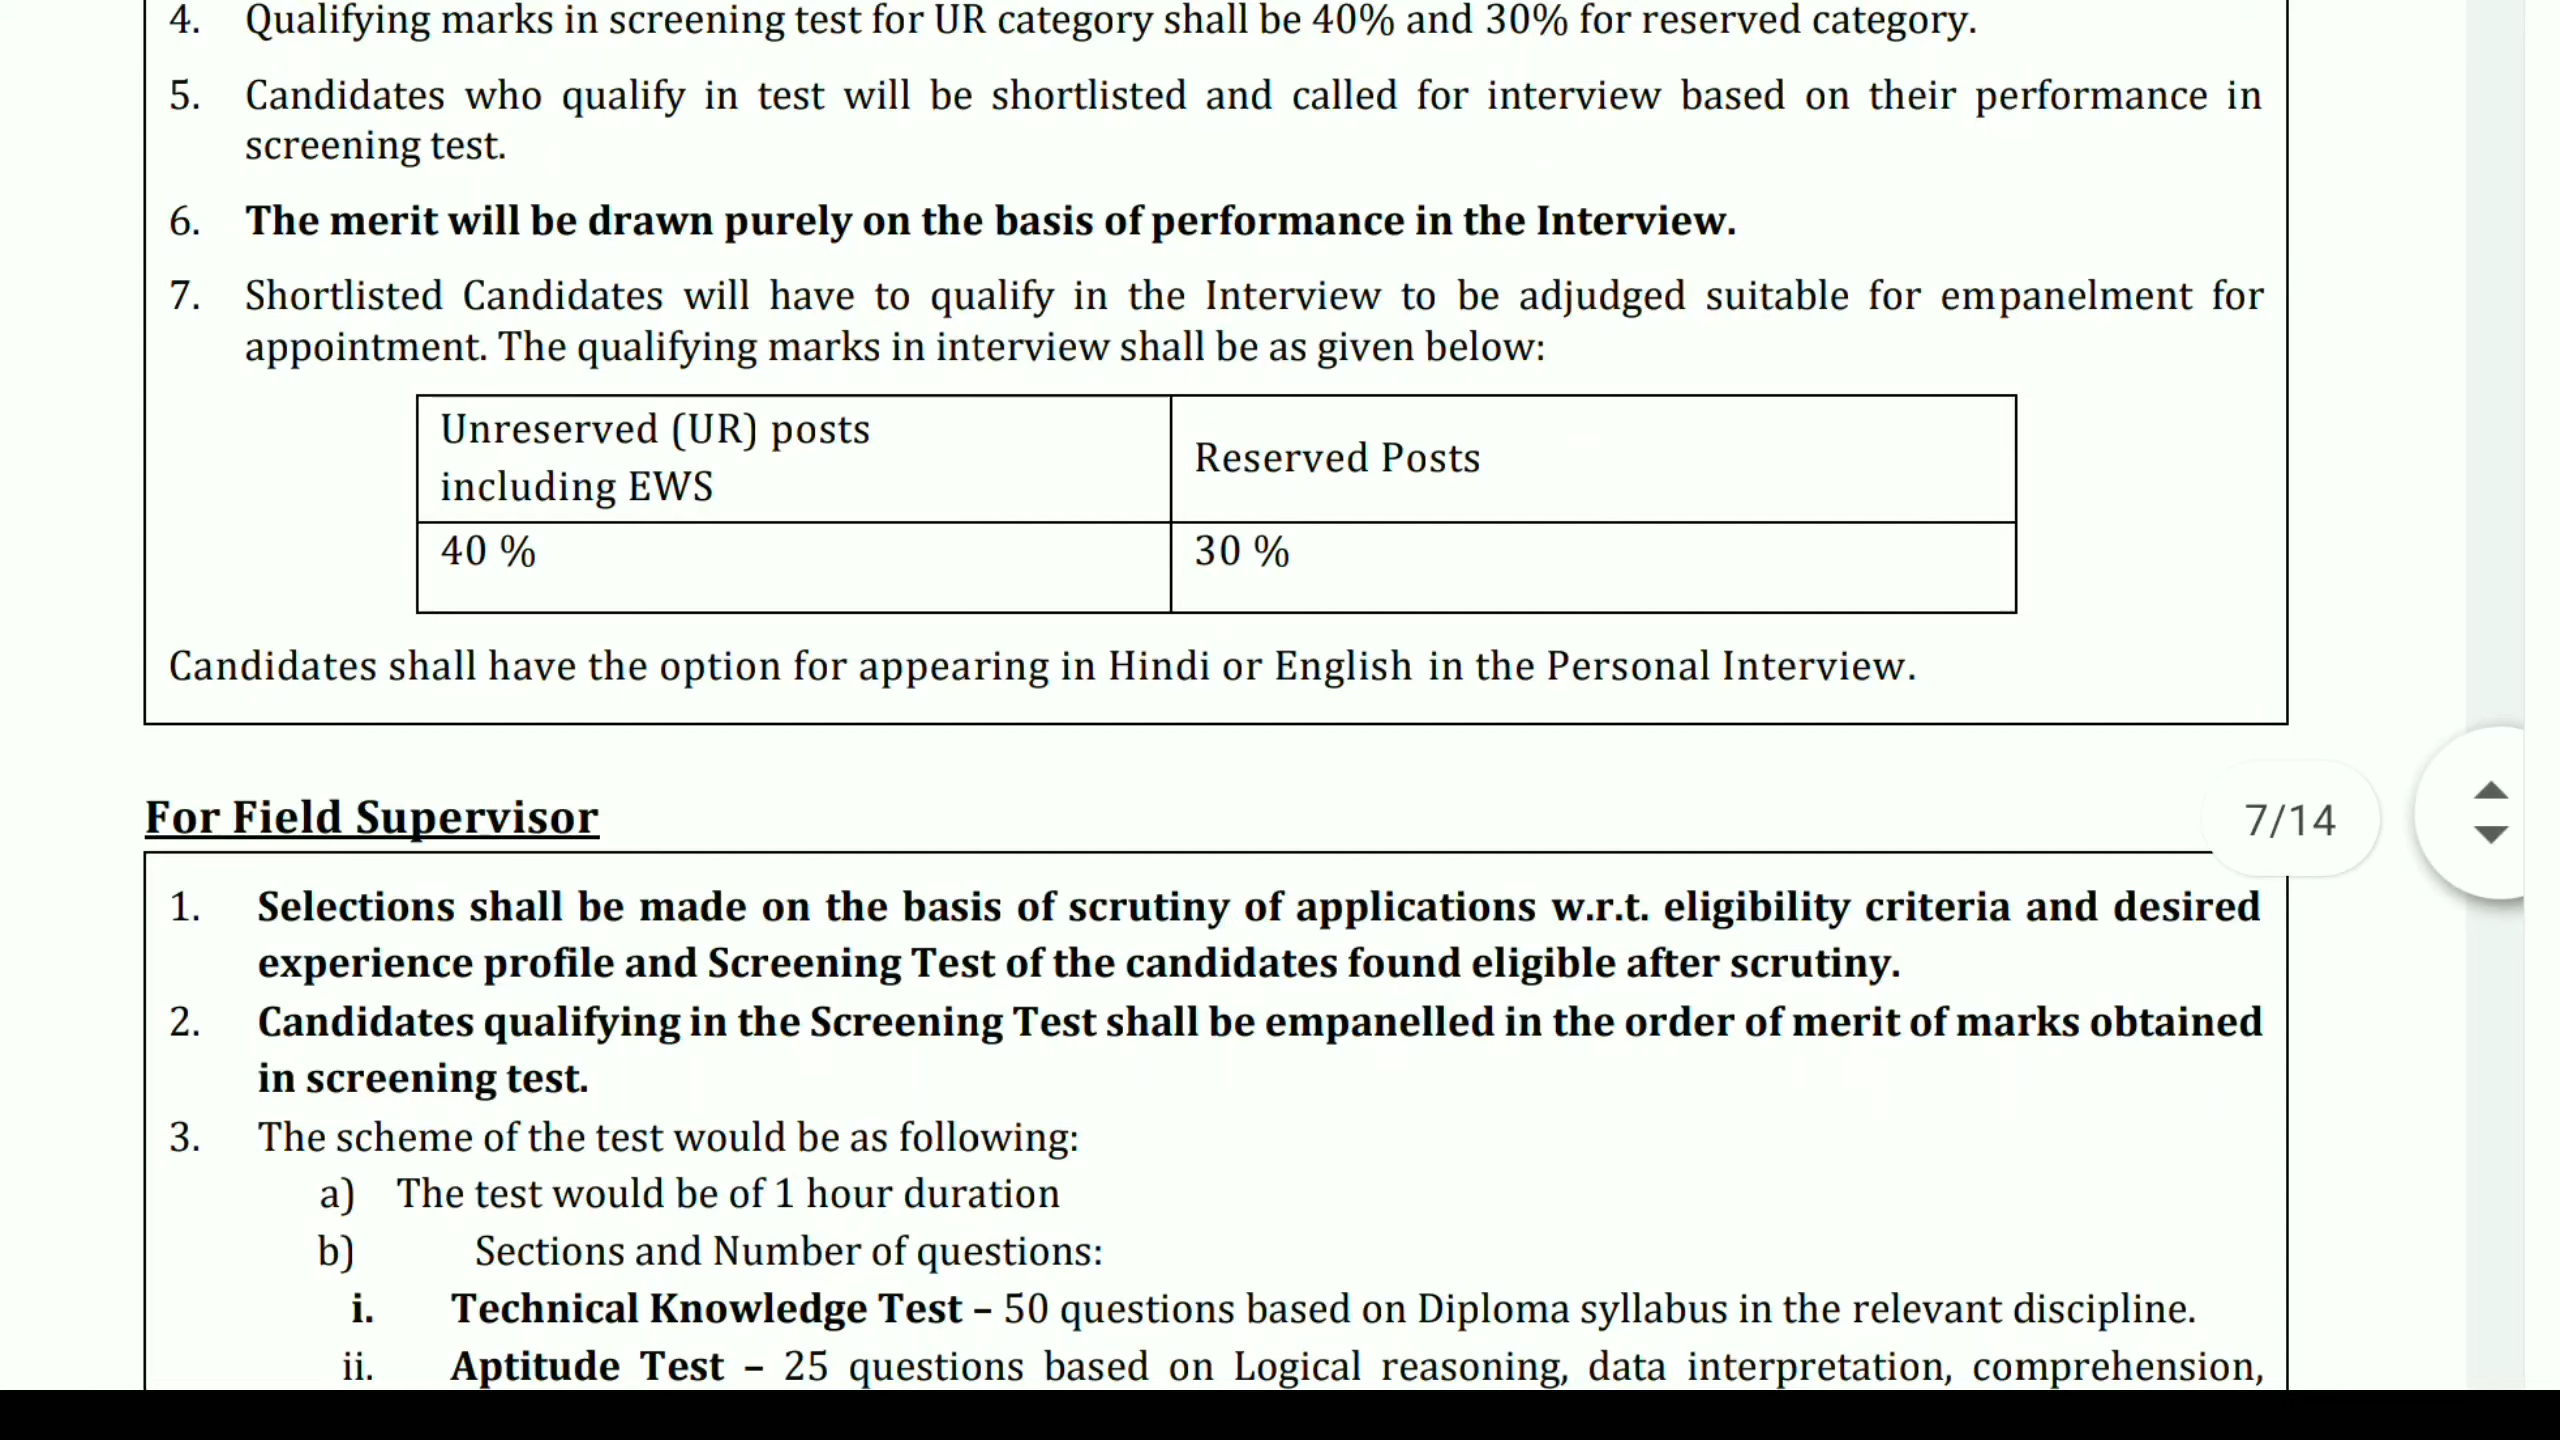 4. Qualifying marks in screening test for UR category shall be 40% and 30% for reserved category.
5. Candidates who qualify in test will be shortlisted and called for interview based on their performance in
screening test.
6. The merit will be drawn purely on the basis of performance in the Interview.
7. Shortlisted Candidates will have to qualify in the Interview to be adjudged suitable for empanelment for
appointment. The qualifying marks in interview shall be as given below:
Unreserved (UR) posts
including EWS
Reserved Posts
40 %
30 %
Candidates shall have the option for appearing in Hindi or English in the Personal Interview.
For Field Supervisor
7/14
1. Selections shall be made on the basis of scrutiny of applications w.r.t. eligibility criteria and desired
experience profile and Screening Test of the candidates found eligible after scrutiny.
2. Candidates qualifying in the Screening Test shall be empanelled in the order of merit of marks obtained
in screening test.
3. The scheme of the test would be as following:
a) The test would be of 1 hour duration
b) Sections and Number of questions:
i. Technical Knowledge Test – 50 questions based on Diploma syllabus in the relevant discipline.
ii. Aptitude Test – 25 questions based on Logical reasoning, data interpretation, comprehension,